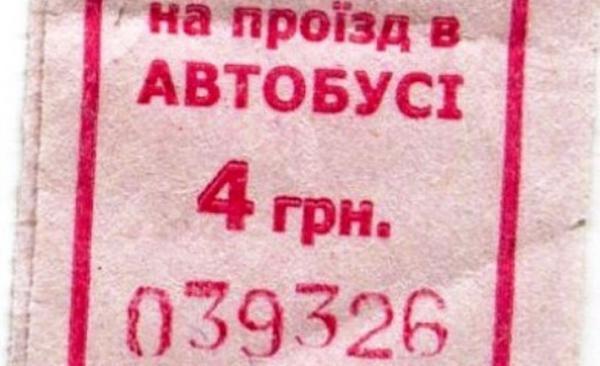 на проїзд в
АВТОБУСІ
4 грн.
039326